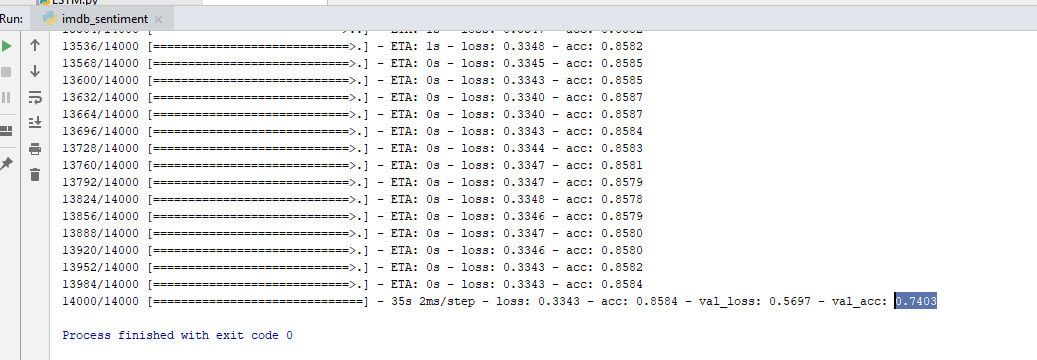 LSTM.py
Run: imdb_sentiment
13536/14000 [=============================>.] - ETA: 1s - loss: 0.3348 - acc: 0.8582
13568/14000 [=============================>.] - ETA: 0s - loss: 0.3345 - acc: 0.8585
13600/14000 [=============================>.] - ETA: 0s - loss: 0.3343 - acc: 0.8585
13632/14000 [=============================>.] - ETA: 0s - loss: 0.3340 - acc: 0.8587
13664/14000 [=============================>.] - ETA: 0s - loss: 0.3340 - acc: 0.8587
13696/14000 [=============================>.] - ETA: 0s - loss: 0.3343 - acc: 0.8584
13728/14000 [=============================>.] - ETA: 0s - loss: 0.3344 - acc: 0.8583
13760/14000 [=============================>.] - ETA: 0s - loss: 0.3347 - acc: 0.8581
13792/14000 [=============================>.] - ETA: 0s - loss: 0.3347 - acc: 0.8579
13824/14000 [=============================>.] - ETA: 0s - loss: 0.3348 - acc: 0.8578
13856/14000 [=============================>.] - ETA: 0s - loss: 0.3346 - acc: 0.8579
13888/14000 [=============================>.] - ETA: 0s - loss: 0.3347 - acc: 0.8580
13920/14000 [=============================>.] - ETA: 0s - loss: 0.3346 - acc: 0.8580
13952/14000 [=============================>.] - ETA: 0s - loss: 0.3343 - acc: 0.8582
13984/14000 [=============================>.] - ETA: 0s - loss: 0.3343 - acc: 0.8584
14000/14000 [===============================] - 35s 2ms/step - loss: 0.3343 - acc: 0.8584 - val_loss: 0.5697 - val_acc: 0.7403
Process finished with exit code 0